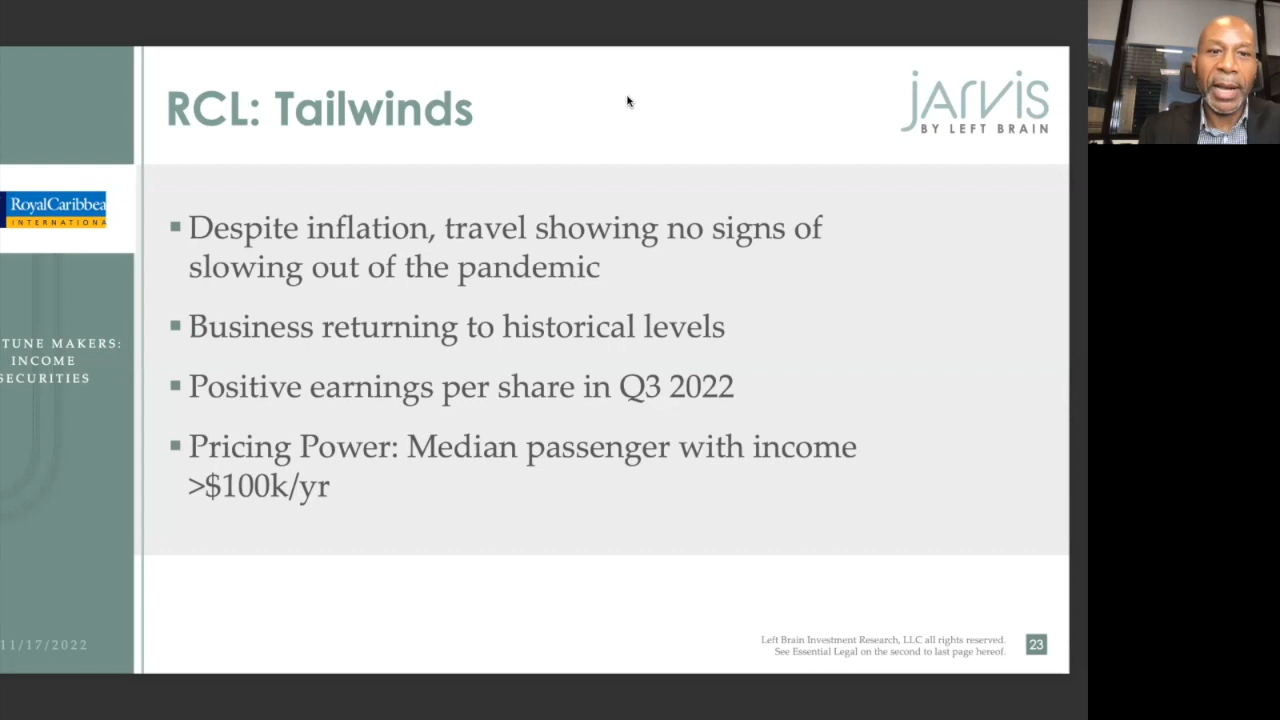 RCL: Tailwinds
jarvis
BY LEFT BRAIN
RoyalCaribbea
INTERNATIONA
TUNE MAKERS:
INCOME
SECURITIES
▪ Despite inflation, travel showing no signs of
slowing out of the pandemic
▪ Business returning to historical levels
▪ Positive earnings per share in Q3 2022
▪ Pricing Power: Median passenger with income
>$100k/yr
11/17/2022
Left Brain Investment Research, LLC all rights reserved.
See Essential Legal on the second to last page hereof.
23